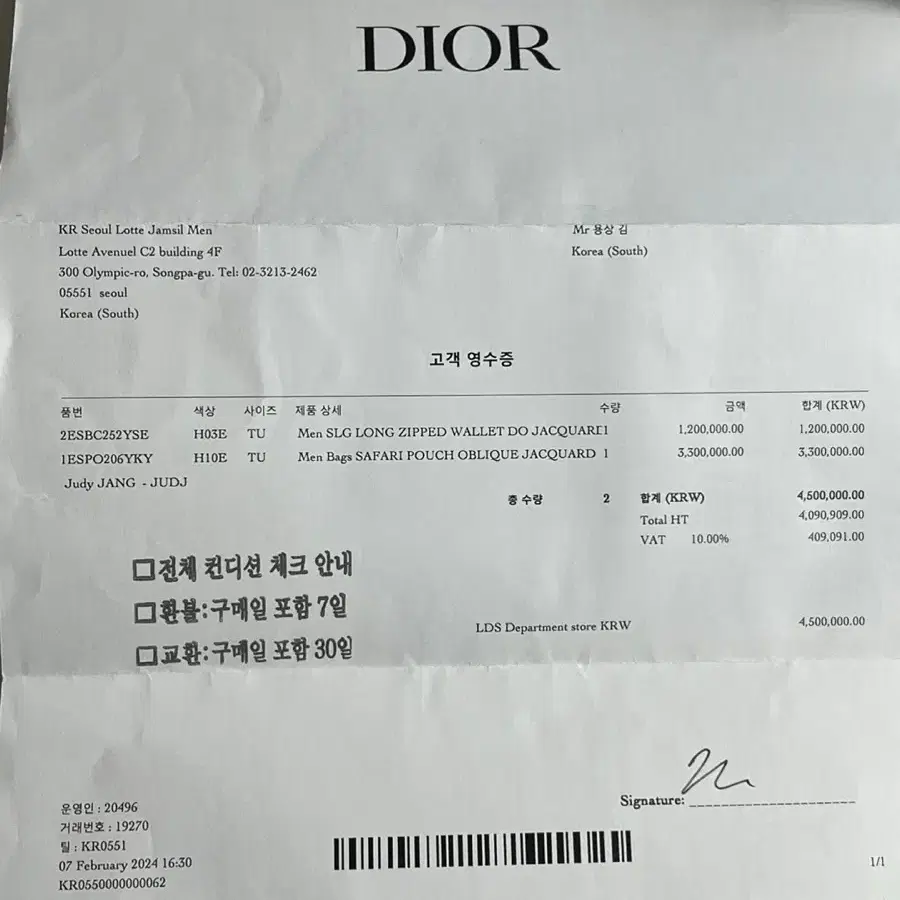 DIOR
KR Seoul Lotte Jamsil Men
Lotte Avenuel C2 building 4F
300 Olympic-ro, Songpa-gu. Tel: 02-3213-2462
05551 seoul
Korea (South)
Mr 용상 김
Korea (South)
고객 영수증
품번 색상 사이즈 제품 상세 수량 금액 합계 (KRW)
2ESBC252YSE H03E TU Men SLG LONG ZIPPED WALLET DO JACQUARD1 1,200,000.00 1,200,000.00
1ESPO206YKY H10E TU Men Bags SAFARI POUCH OBLIQUE JACQUARD 1 3,300,000.00 3,300,000.00
Judy JANG - JUDJ
총 수량 2 합계 (KRW) 4,500,000.00
Total HT 4,090,909.00
VAT 10.00% 409,091.00
□전체 컨디션 체크 안내
□환불:구매일 포함 7일
□교환:구매일 포함 30일
LDS Department store KRW 4,500,000.00
Signature:
운영인 : 20496
거래번호 : 19270
틸 : KR0551
07 February 2024 16:30
KR0550000000062
1/1